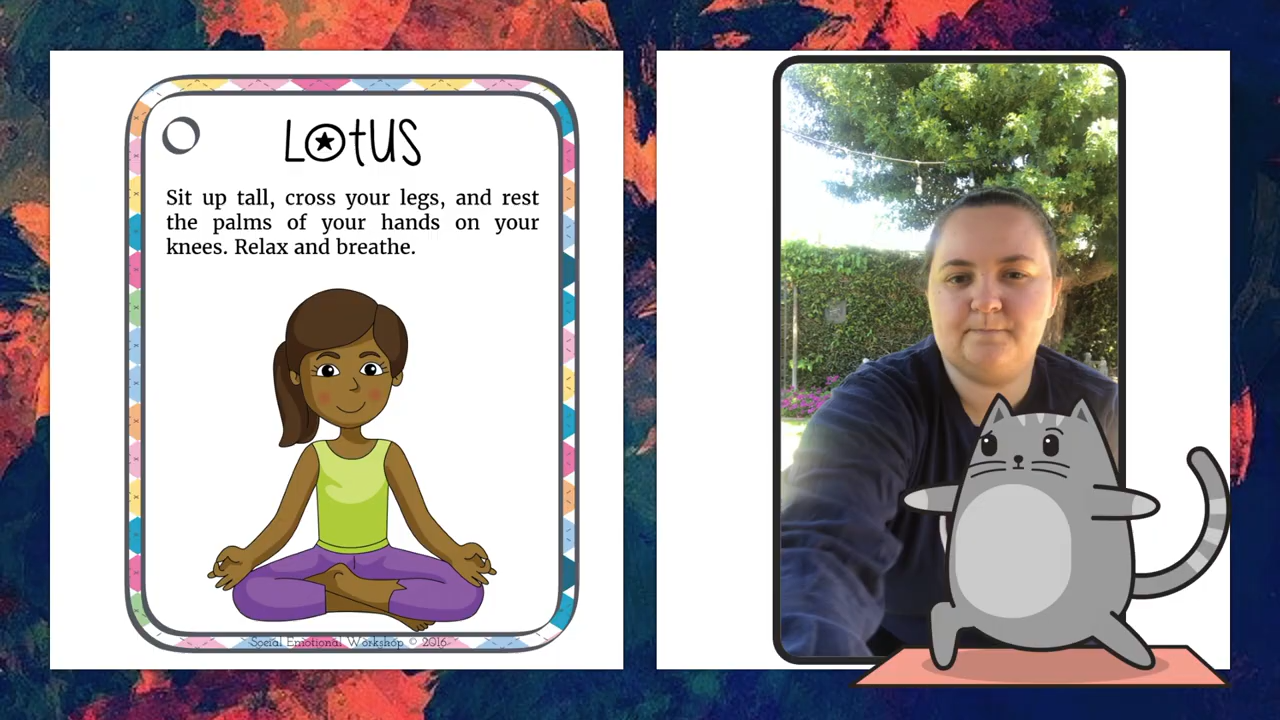 LOtUS
Sit up tall, cross your legs, and rest
the palms of your hands on your
knees. Relax and breathe.
Social Emotional Workshop © 2016